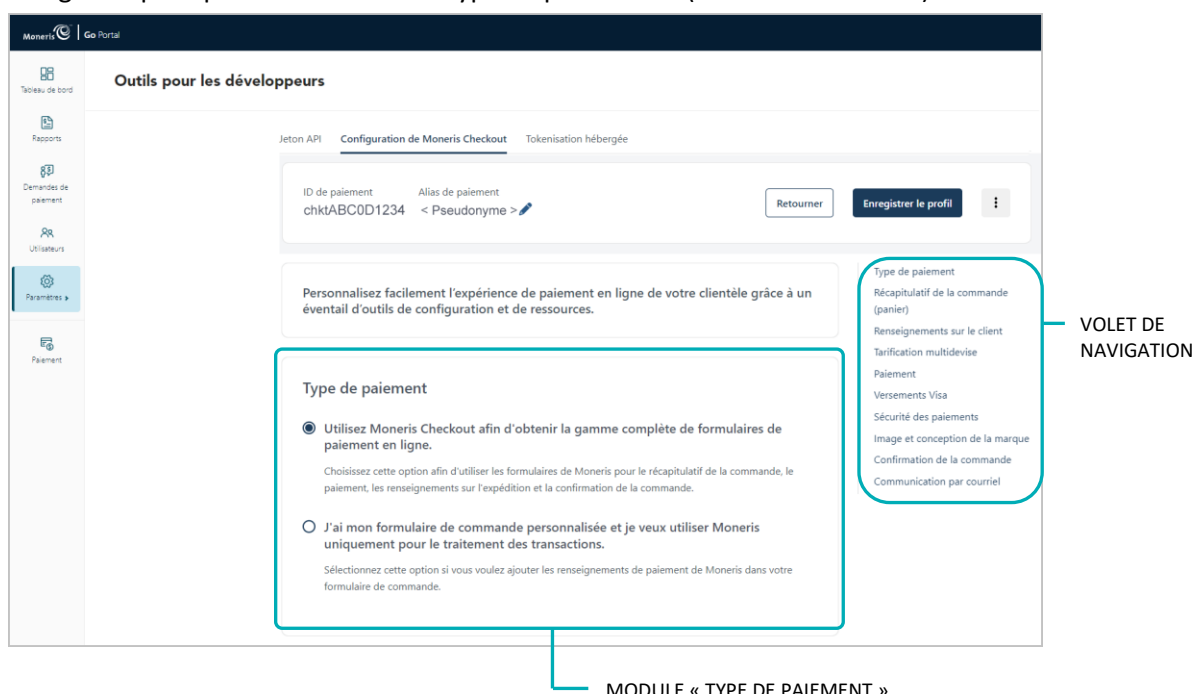 Moneris Go Portal
Tableau de bord
Rapports
Demandes de
paiement
Utilisateurs
Paramètres
Paiement
Outils pour les développeurs
Jeton API Configuration de Moneris Checkout Tokenisation hébergée
ID de paiement Alias de paiement
chktABC0D1234 < Pseudonyme >
Retourner Enregistrer le profil
Personnalisez facilement l'expérience de paiement en ligne de votre clientèle grâce à un
éventail d'outils de configuration et de ressources.
Type de paiement
Utilisez Moneris Checkout afin d'obtenir la gamme complète de formulaires de
paiement en ligne.
Choisissez cette option afin d'utiliser les formulaires de Moneris pour le récapitulatif de la commande, le
paiement, les renseignements sur l'expédition et la confirmation de la commande.
J'ai mon formulaire de commande personnalisée et je veux utiliser Moneris
uniquement pour le traitement des transactions.
Sélectionnez cette option si vous voulez ajouter les renseignements de paiement de Moneris dans votre
formulaire de commande.
Type de paiement
Récapitulatif de la commande
(panier)
Renseignements sur le client
Tarification multidevise
Paiement
Versements Visa
Sécurité des paiements
Image et conception de la marque
Confirmation de la commande
Communication par courriel
VOLET DE
NAVIGATION
MODULE « TYPE DE PAIEMENT »